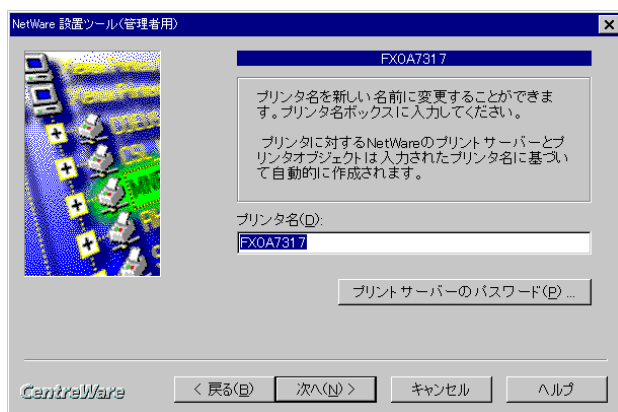 NetWare 設置ツール(管理者用)
FX0A7317
プリンタ名を新しい名前に変更することができま
す。プリンタ名ボックスに入力してください。
プリンタに対するNetWareのプリントサーバーとプ
リンタオブジェクトは入力されたプリンタ名に基づい
て自動的に作成されます。
プリンタ名(D):
FX0A7317
プリントサーバーのパスワード(P) ...
CentreWare
< 戻る(B)
次へ(N) >
キャンセル
ヘルプ